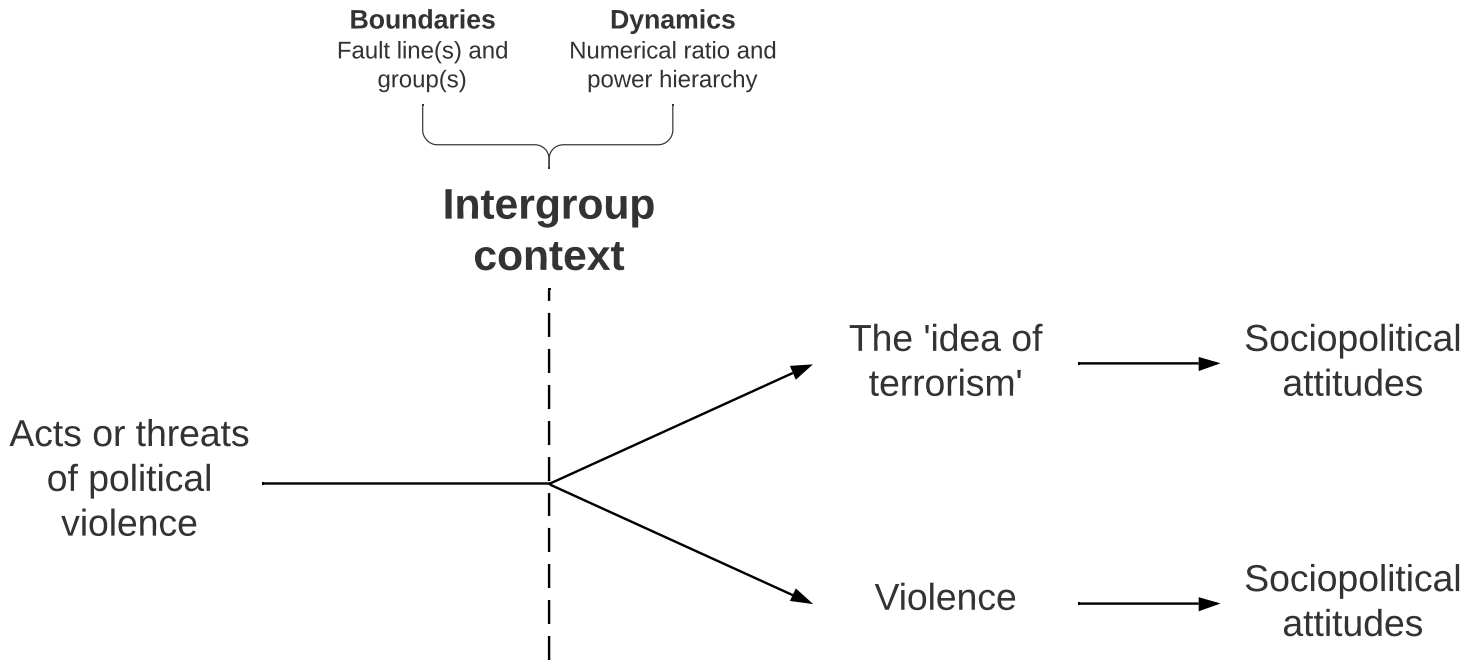 Boundaries
Fault line(s) and
group(s)
Dynamics
Numerical ratio and
power hierarchy
Intergroup
context
Acts or threats
of political
violence
The 'idea of
terrorism'
Sociopolitical
attitudes
Violence
Sociopolitical
attitudes